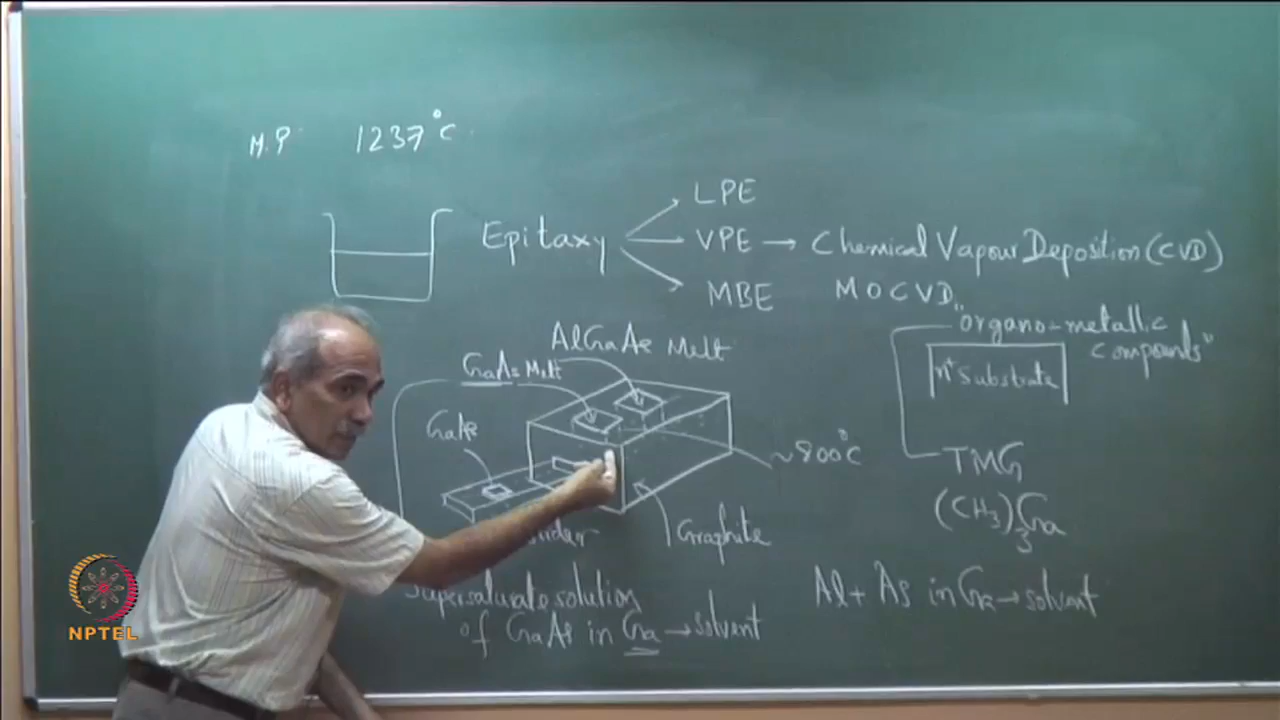 M.P 1237°C
LPE
Epitaxy VPE → Chemical Vapour Deposition (CVD)
MBE MOCVD
"organo-metallic
compounds"
AlGaAs Melt
GaAs Melt
n+ Substrate
GaAs
~800°C
TMG
(CH3)3Ga
Graphite
Supersaturate solution
of GaAs in Ga → solvent
Al + As in Ga → solvent
NPTEL